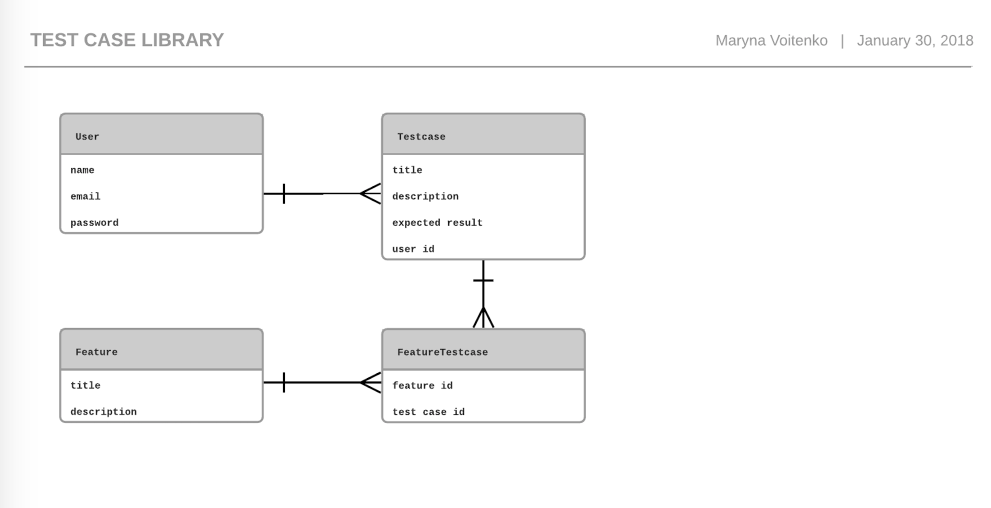 TEST CASE LIBRARY
Maryna Voitenko | January 30, 2018
User
name
email
password
Testcase
title
description
expected result
user id
Feature
title
description
FeatureTestcase
feature id
test case id